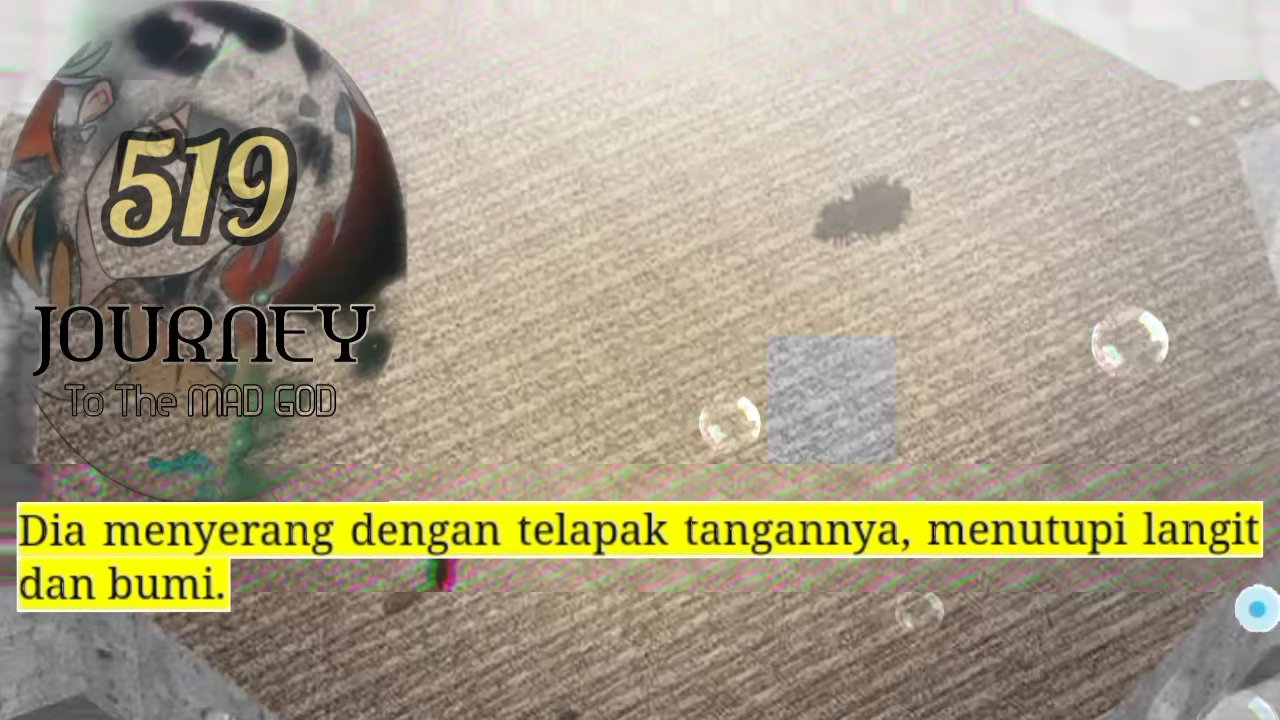 519
JOURNEY
To The MAD GOD
Dia menyerang dengan telapak tangannya, menutupi langit
dan bumi.